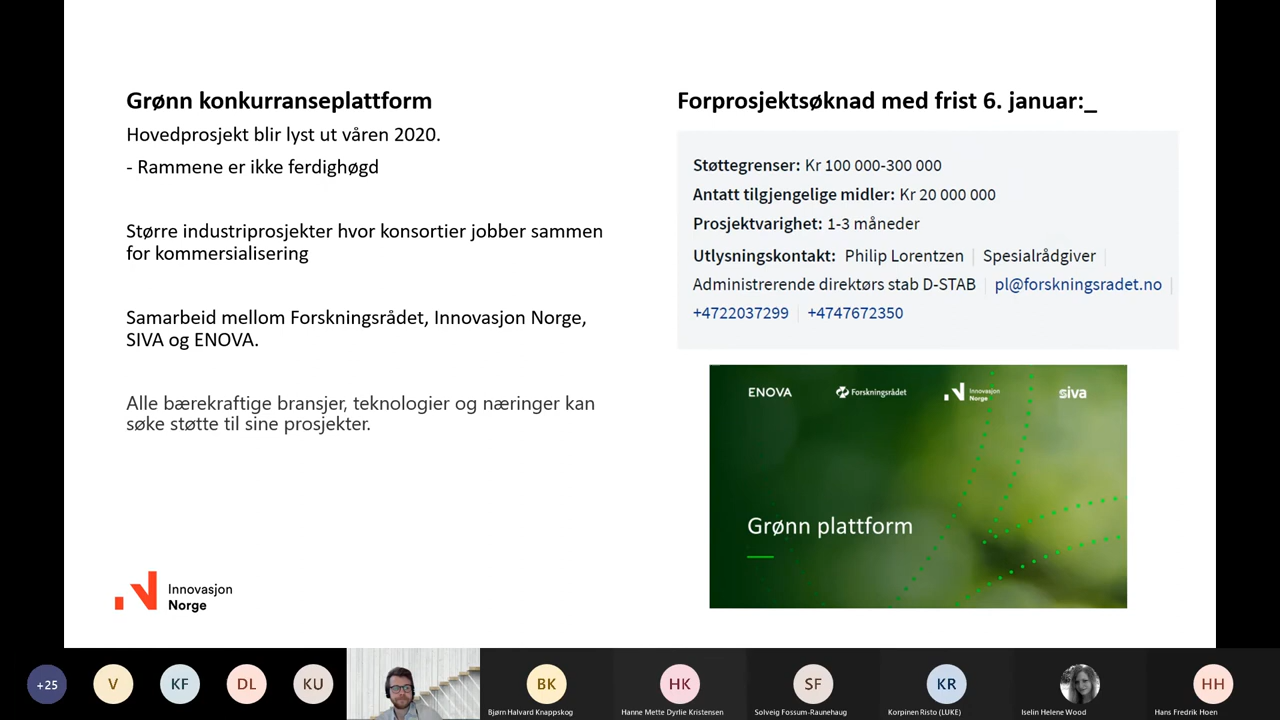 Grønn konkurranseplattform
Hovedprosjekt blir lyst ut våren 2020.
- Rammene er ikke ferdighøgd
Større industriprosjekter hvor konsortier jobber sammen
for kommersialisering
Samarbeid mellom Forskningsrådet, Innovasjon Norge,
SIVA og ENOVA.
Alle bærekraftige bransjer, teknologier og næringer kan
søke støtte til sine prosjekter.
Innovasjon
Norge
Forprosjektsøknad med frist 6. januar:_
Støttegrenser: Kr 100 000-300 000
Antatt tilgjengelige midler: Kr 20 000 000
Prosjektvarighet: 1-3 måneder
Utlysningskontakt: Philip Lorentzen | Spesialrådgiver |
Administrerende direktørs stab D-STAB | pl@forskningsradet.no |
+4722037299 | +4747672350
ENOVA Forskningsrådet Innovasjon Norge siva
Grønn plattform
+25 V KF DL KU BK HK SF KR HH
Bjørn Halvard Knappskog Hanne Mette Dyrlie Kristensen Solveig Fossum-Raunehaug Korpinen Risto (LUKE) Iselin Helene Wood Hans Fredrik Hoen